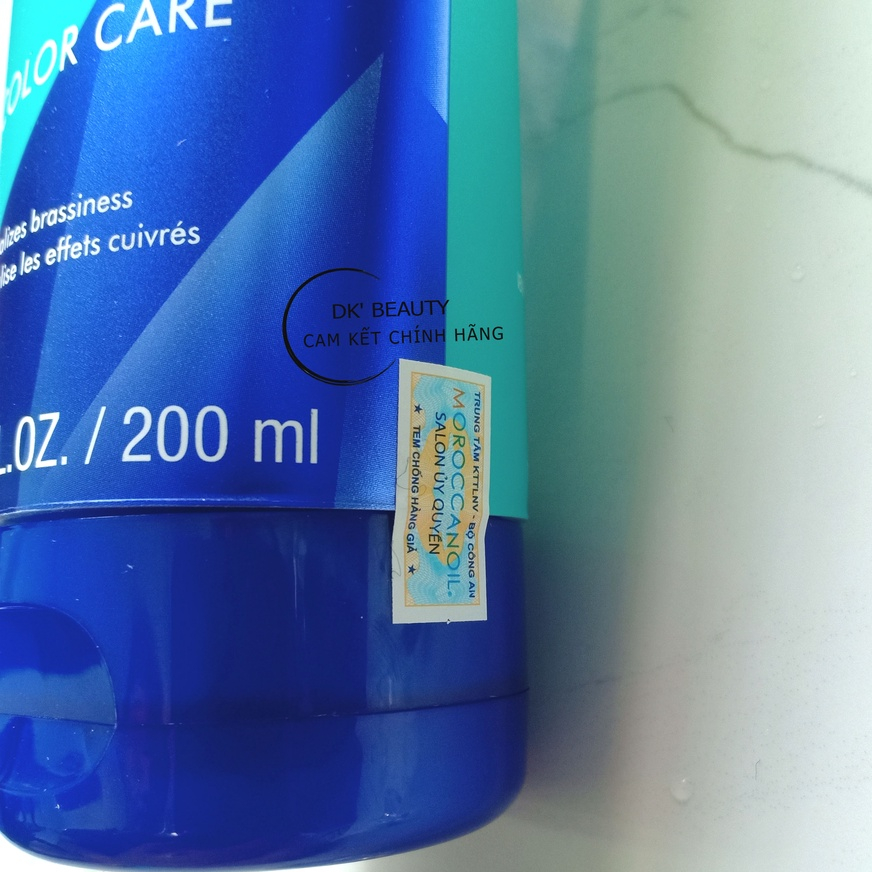 COLOR CARE
alizes brassiness
lise les effets cuivrés
L.OZ. / 200 ml
DK' BEAUTY
CAM KẾT CHÍNH HÃNG
TRUNG TÂM KTTLNV - BỘ CÔNG AN
MOROCCANOIL.
SALON ỦY QUYỀN
★ TEM CHỐNG HÀNG GIẢ ★